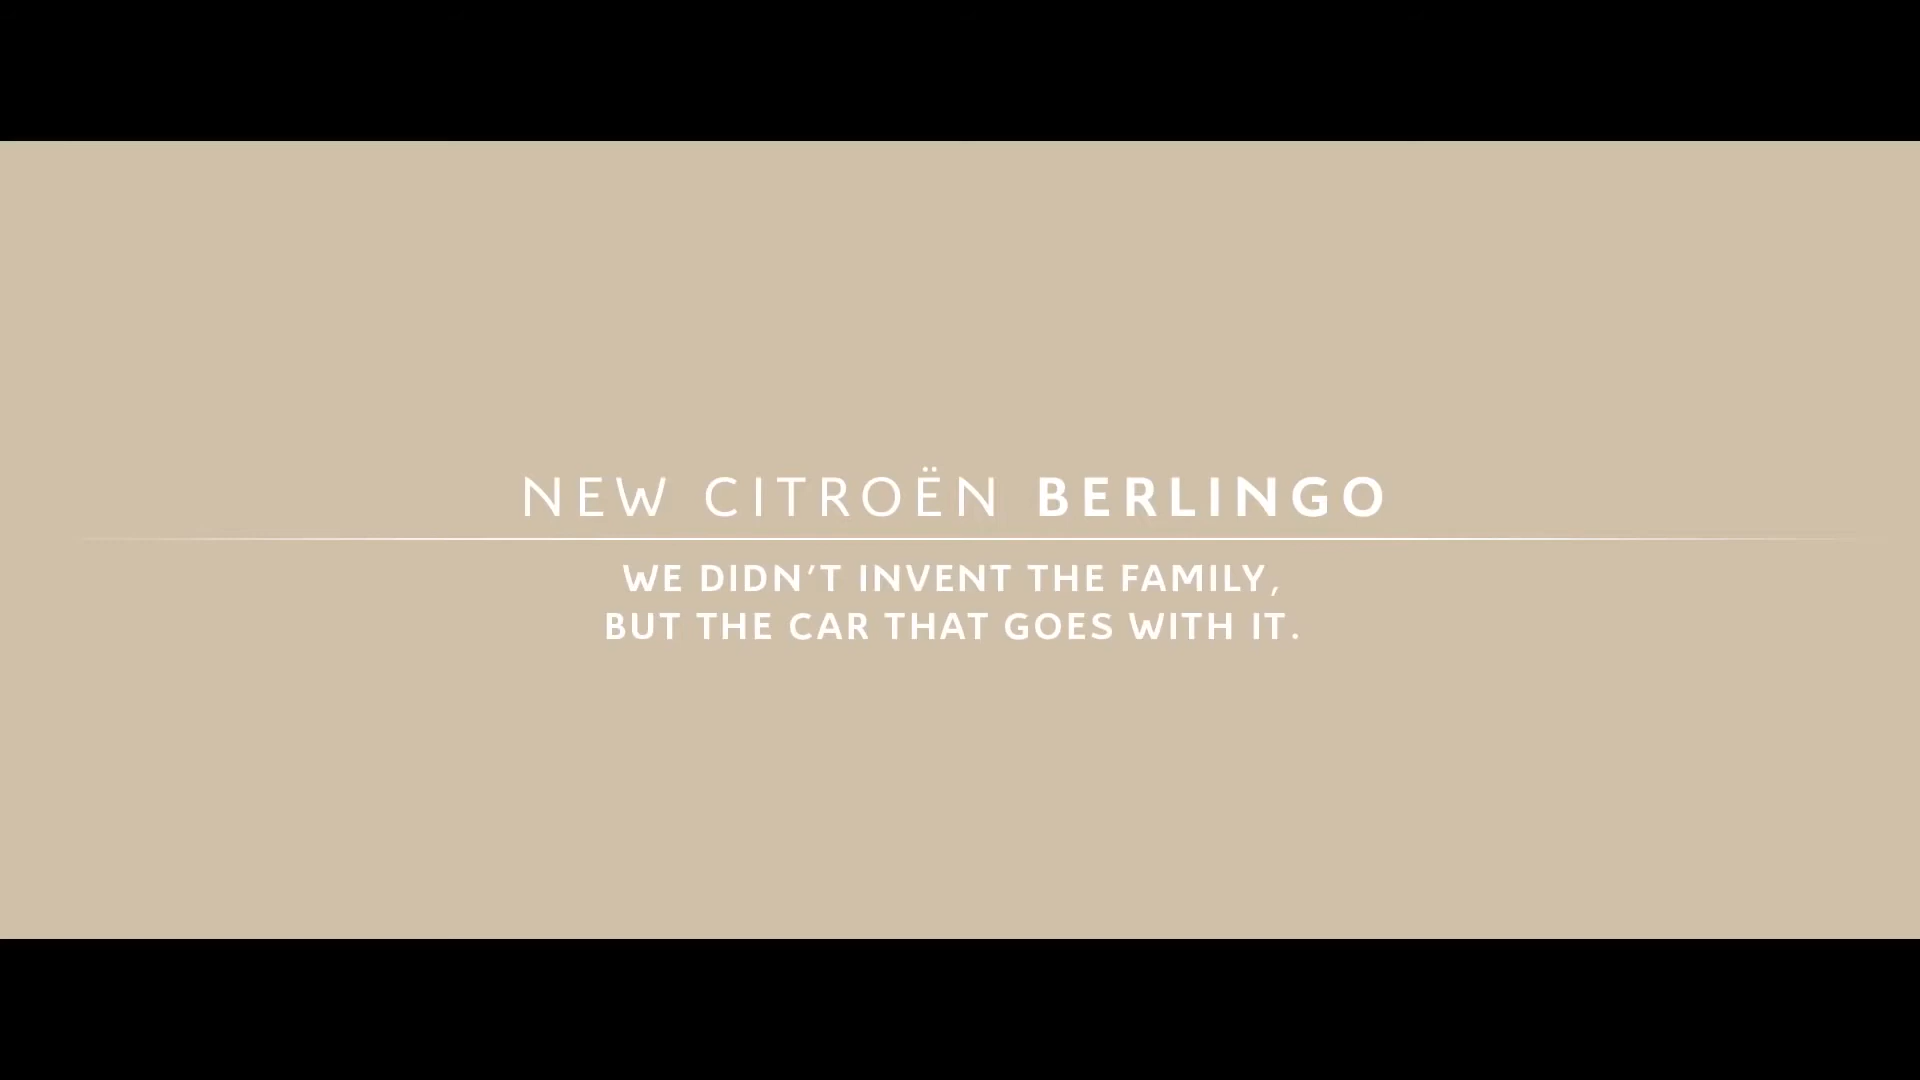 NEW CITROËN BERLINGO
WE DIDN'T INVENT THE FAMILY,
BUT THE CAR THAT GOES WITH IT.